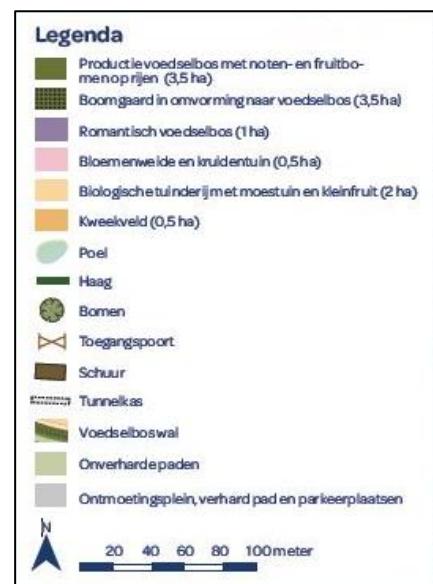 Legenda
Productievoedselbos met noten- en fruitbo-
men op rijen (3,5 ha)
Boomgaard in omvorming naar voedselbos (3,5 ha)
Romantisch voedselbos (1 ha)
Bloemenweide en kruidentuin (0,5 ha)
Biologische tuinderij met moestuin en kleinfruit (2 ha)
Kweekveld (0,5 ha)
Poel
Haag
Bomen
Toegangspoort
Schuur
Tunnelkas
Voedselboswal
Onverharde paden
Ontmoetingsplein, verhard pad en parkeerplaatsen
N
20 40 60 80 100 meter